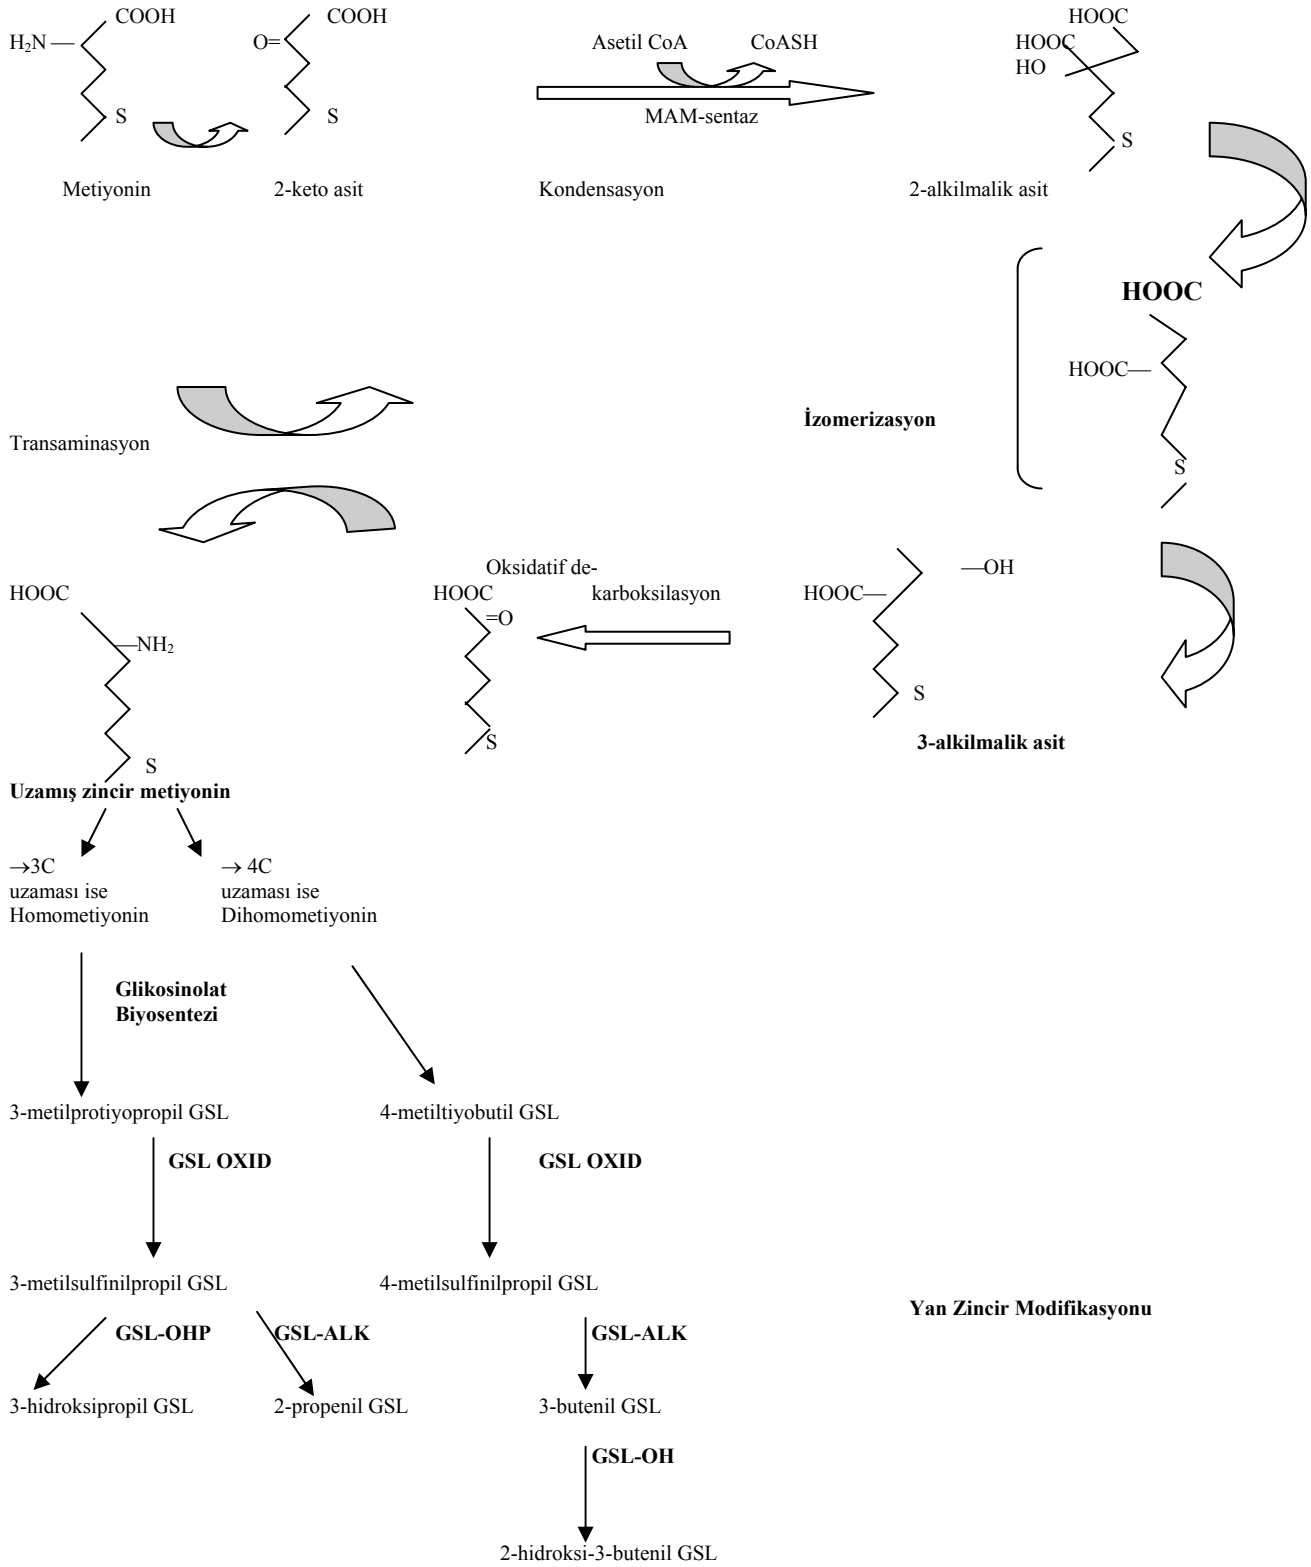 COOH
H₂N —
S
Metiyonin
COOH
O=
S
2-keto asit
Asetil CoA
CoASH
MAM-sentaz
Kondensasyon
HOOC
HOOC
HO
S
2-alkilmalik asit
HOOC
HOOC—
S
İzomerizasyon
Transaminasyon
—OH
HOOC—
S
3-alkilmalik asit
Oksidatif de-
karboksilasyon
HOOC
=O
S
HOOC
—NH₂
S
Uzamış zincir metiyonin
→3C
uzaması ise
Homometiyonin
→ 4C
uzaması ise
Dihomometiyonin
Glikosinolat
Biyosentezi
3-metilprotiyopropil GSL
4-metiltiyobutil GSL
GSL OXID
GSL OXID
3-metilsulfinilpropil GSL
4-metilsulfinilpropil GSL
Yan Zincir Modifikasyonu
GSL-OHP
GSL-ALK
GSL-ALK
3-hidroksipropil GSL
2-propenil GSL
3-butenil GSL
GSL-OH
2-hidroksi-3-butenil GSL